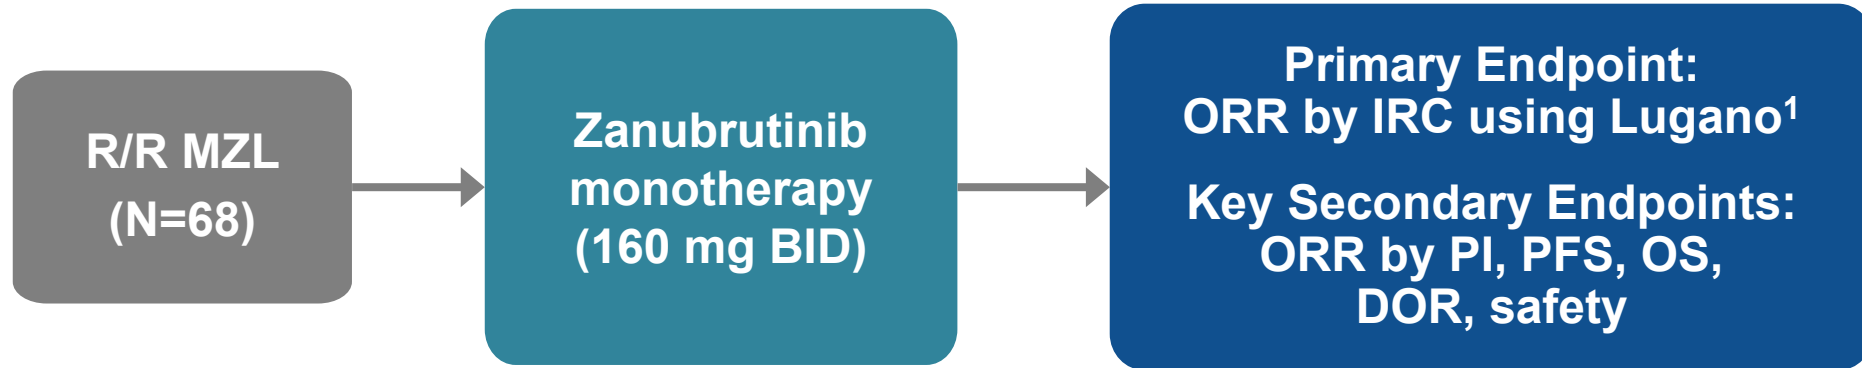 R/R MZL
(N=68)
Zanubrutinib
monotherapy
(160 mg BID)
Primary Endpoint:
ORR by IRC using Lugano¹
Key Secondary Endpoints:
ORR by PI, PFS, OS,
DOR, safety